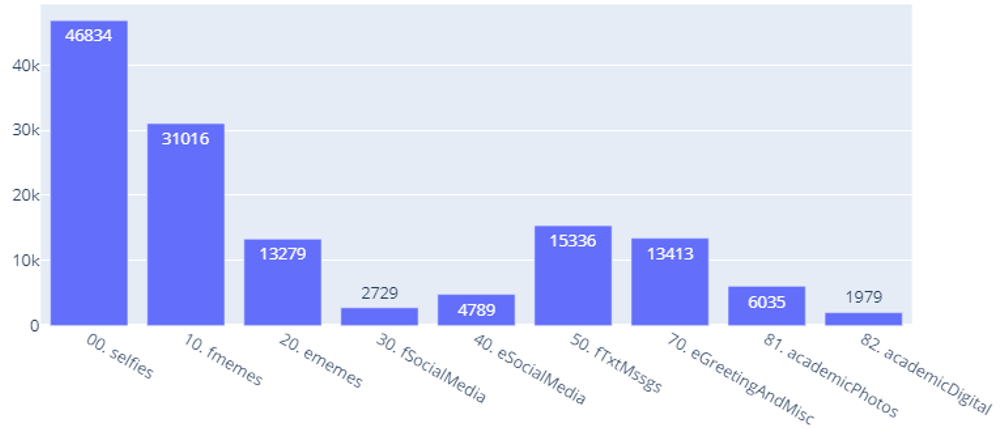 46834
40k
31016
30k
20k
15336
13279
13413
10k
6035
4789
2729
1979
0
00. selfies
10. fmemes
20. ememes
30. fSocialMedia
40. eSocialMedia
50. fTxtMssgs
70. eGreetingAndMisc
81. academicPhotos
82. academicDigital